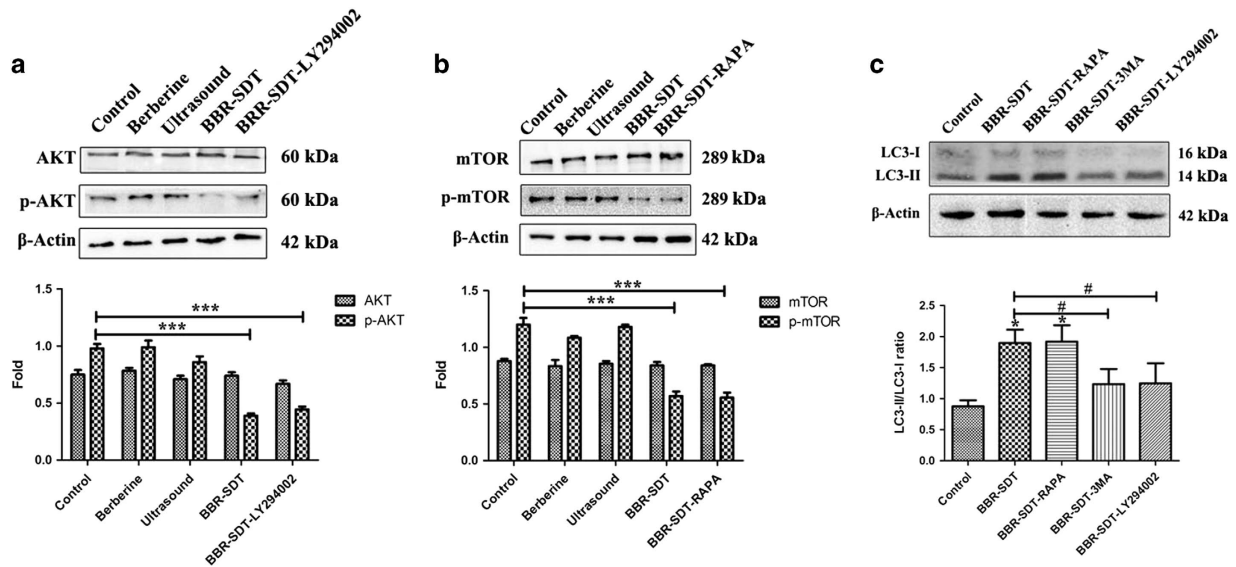 a
Control
Berberine
Ultrasound
BBR-SDT
BRR-SDT-LY294002
AKT 60 kDa
p-AKT 60 kDa
β-Actin 42 kDa
1.5
1.0
0.5
0.0
Fold
***
***
AKT
p-AKT
Control
Berberine
Ultrasound
BBR-SDT
BBR-SDT-LY294002
b
Control
Berberine
Ultrasound
BBR-SDT
BRR-SDT-RAPA
mTOR 289 kDa
p-mTOR 289 kDa
β-Actin 42 kDa
1.5
1.0
0.5
0.0
Fold
***
***
mTOR
p-mTOR
Control
Berberine
Ultrasound
BBR-SDT
BBR-SDT-RAPA
c
Control
BBR-SDT
BBR-SDT-RAPA
BBR-SDT-3MA
BBR-SDT-LY294002
LC3-I 16 kDa
LC3-II 14 kDa
β-Actin 42 kDa
2.5
2.0
1.5
1.0
0.5
0.0
LC3-II/LC3-I ratio
#
#
* *
Control
BBR-SDT
BBR-SDT-RAPA
BBR-SDT-3MA
BBR-SDT-LY294002